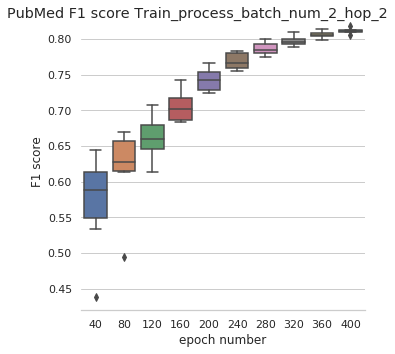 PubMed F1 score Train_process_batch_num_2_hop_2
F1 score
0.80
0.75
0.70
0.65
0.60
0.55
0.50
0.45
40 80 120 160 200 240 280 320 360 400
epoch number